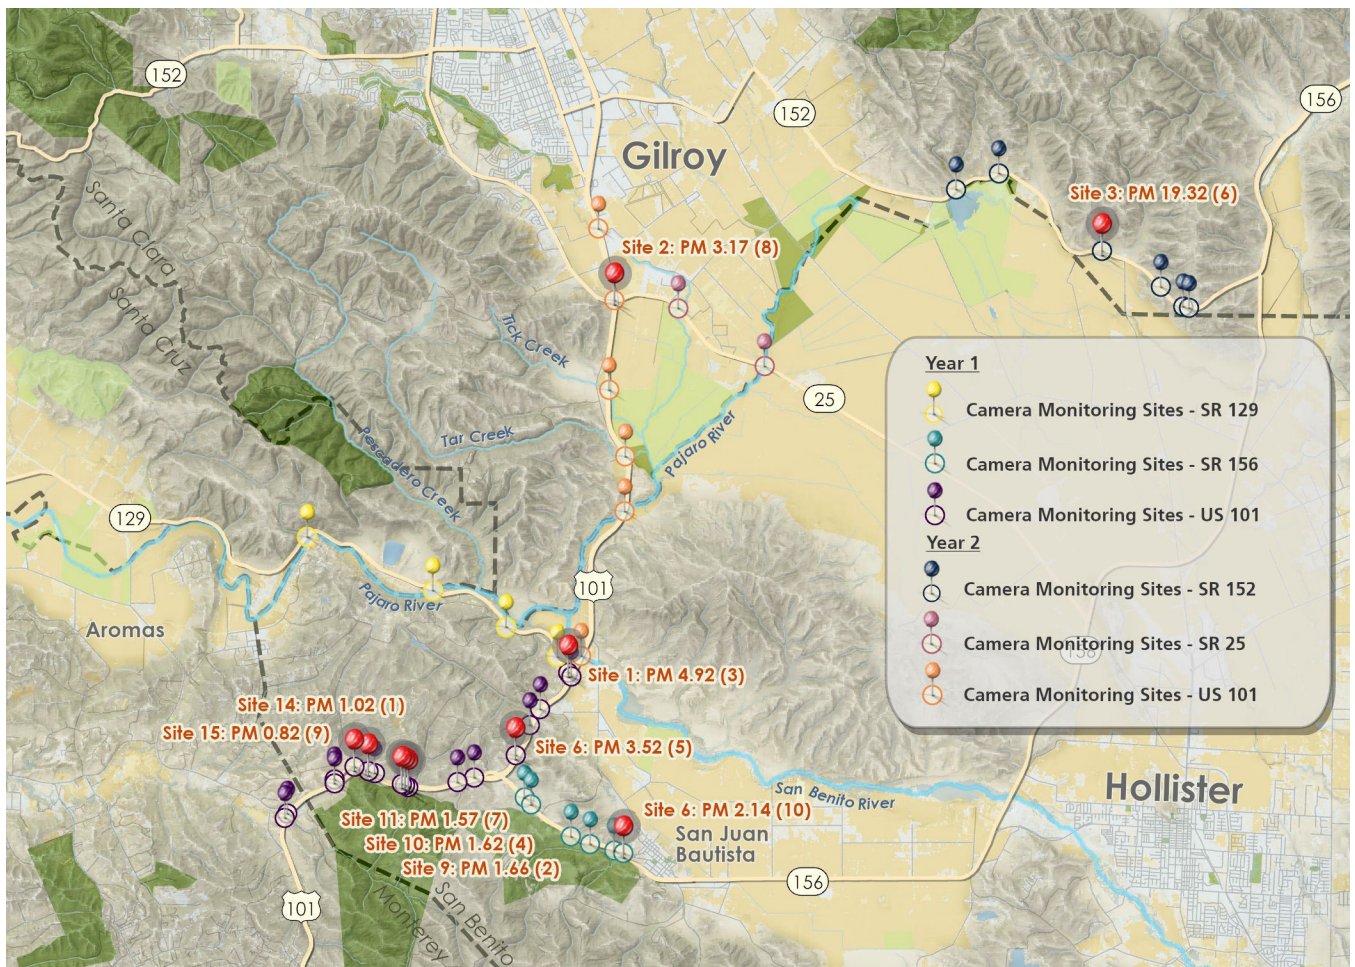 152
152
156
Gilroy
Santa Clara
Santa Cruz
Site 3: PM 19.32 (6)
Site 2: PM 3.17 (8)
Tick Creek
25
Tar Creek
Pajaro River
Pescadero Creek
129
Pajaro River
101
Aromas
Year 1
Camera Monitoring Sites - SR 129
Camera Monitoring Sites - SR 156
Camera Monitoring Sites - US 101
Year 2
Camera Monitoring Sites - SR 152
Camera Monitoring Sites - SR 25
156
Camera Monitoring Sites - US 101
Site 1: PM 4.92 (3)
Site 14: PM 1.02 (1)
Site 15: PM 0.82 (9)
Site 6: PM 3.52 (5)
San Benito River
Hollister
Site 6: PM 2.14 (10)
Site 11: PM 1.57 (7)
Site 10: PM 1.62 (4)
Site 9: PM 1.66 (2)
San Juan
Bautista
156
101
San Benito
Monterey